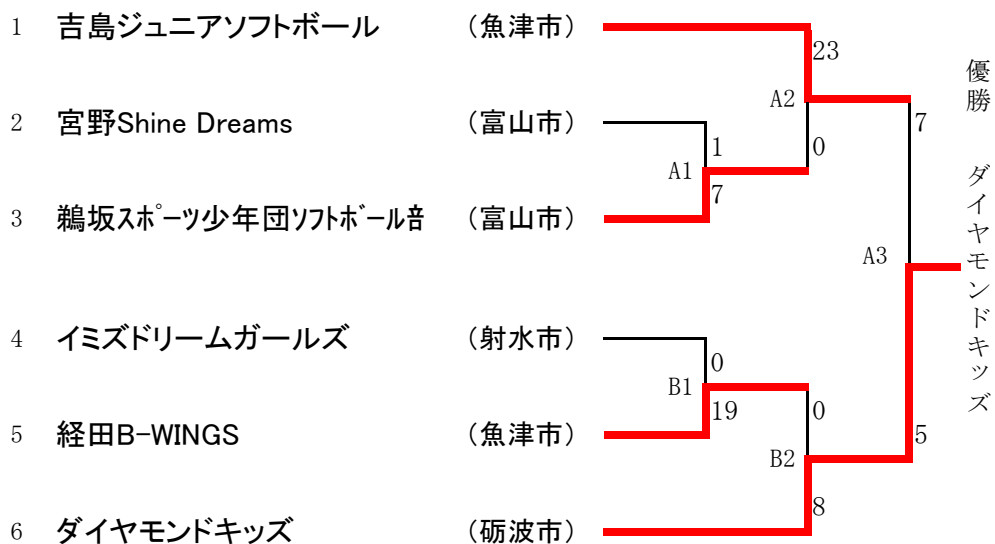 1 吉島ジュニアソフトボール (魚津市)
23
A2
2 宮野Shine Dreams (富山市)
1
0
A1
7
3 鵜坂スポーツ少年団ソフトボール部 (富山市)
7
A3
4 イミズドリームガールズ (射水市)
0
B1
19
0
5 経田B-WINGS (魚津市)
5
B2
8
6 ダイヤモンドキッズ (砺波市)
優勝 ダイヤモンドキッズ